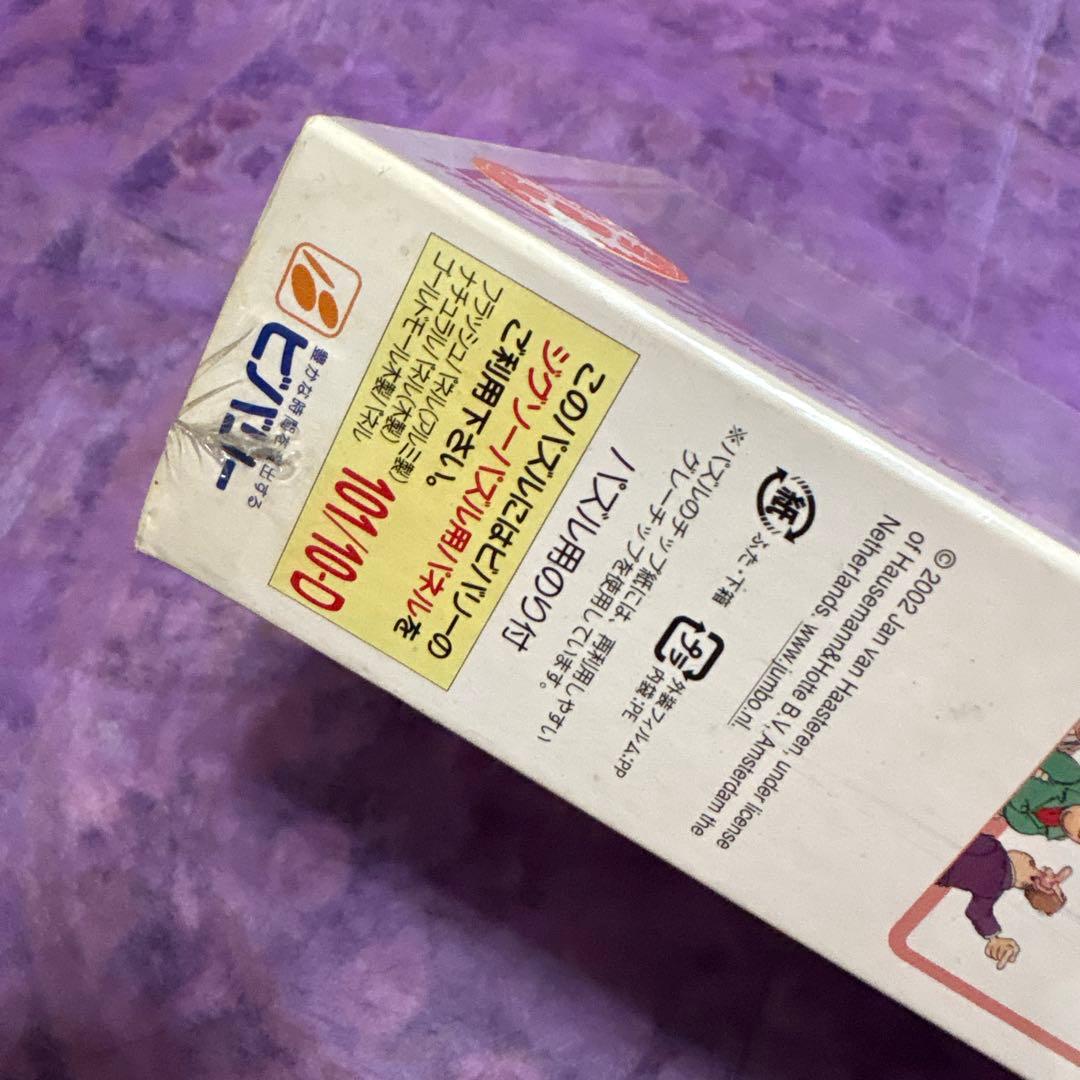 豊かな時間を演出する
ビバリー
このパズルにはビバリーの
ジグソーパズル用パネルを
ご利用下さい。
フラッシュパネル(アルミ製)
ナチュラルパネル(木製)
ゴールドモール木製パネル
101/10-D
パズル用のり付
※パズルのチップ紙には、再利用しやすい
グレーチップを使用しています。
紙
ふた・下箱
プラ
外装フィルム:PP
内袋:PE
©2002 Jan van Haasteren, under license
of Hausemann&Hotte B.V,Amsterdam the
Netherlands. www.jumbo.nl.